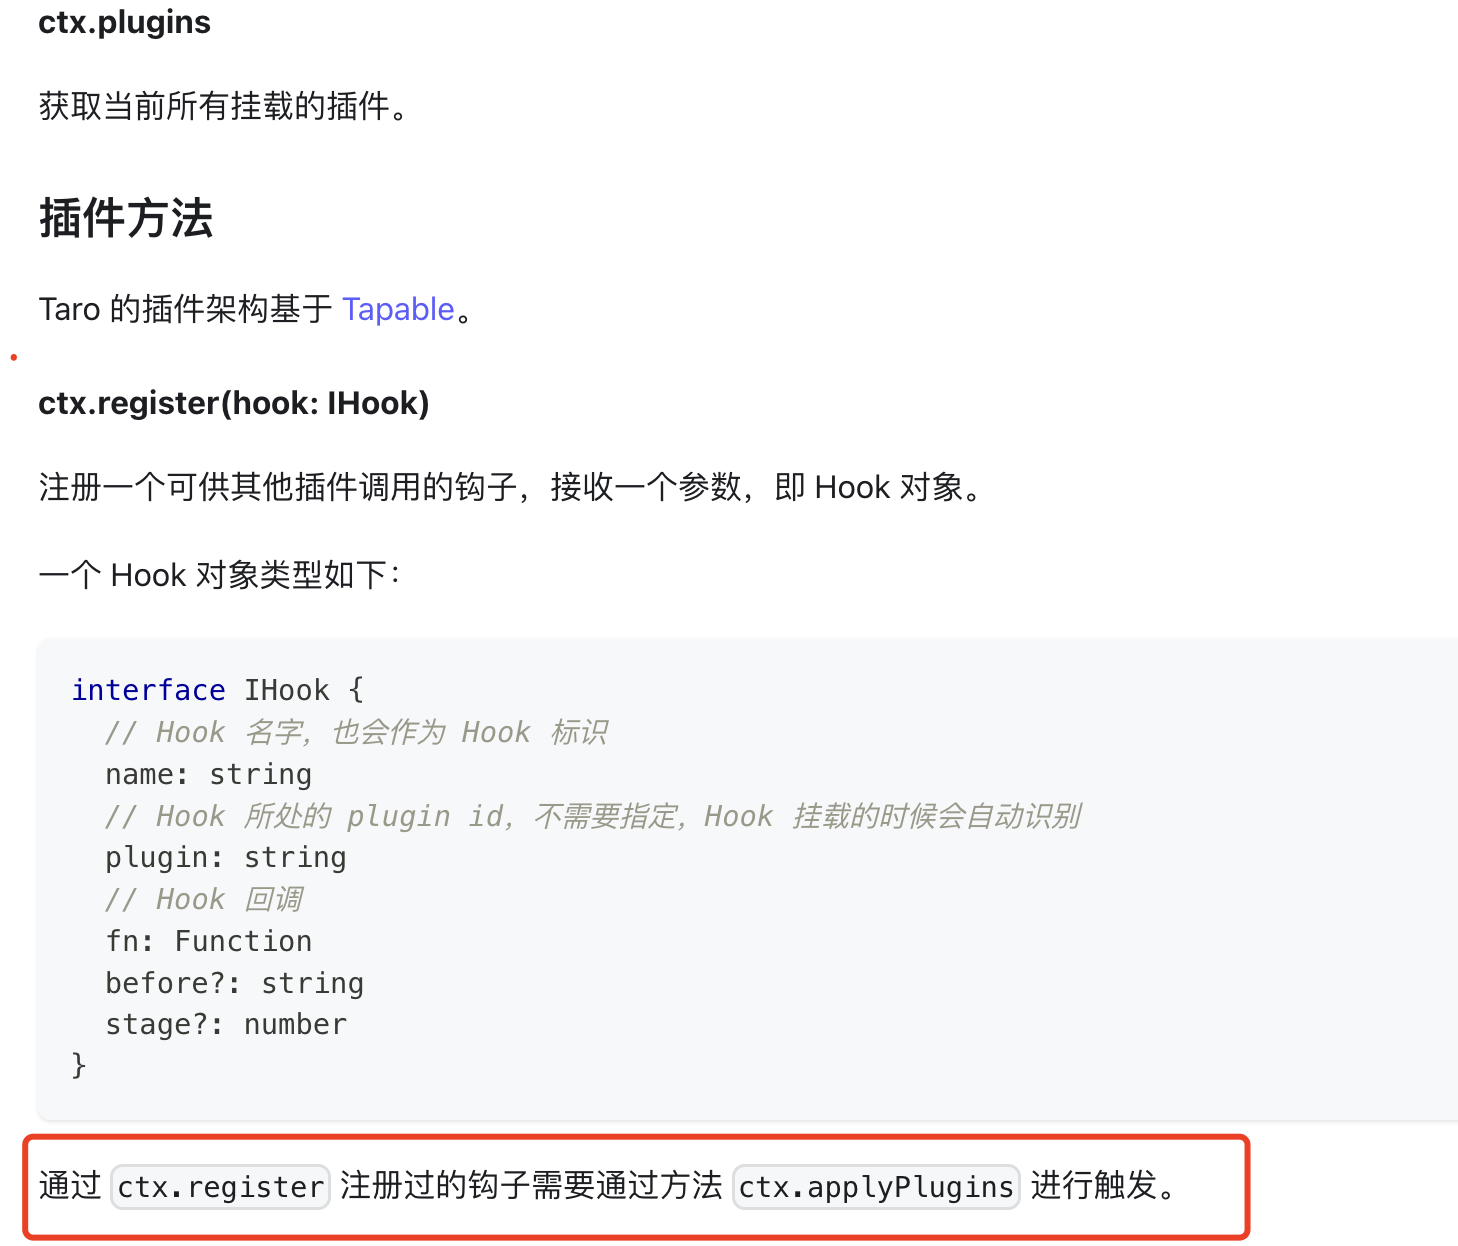 ctx.plugins
获取当前所有挂载的插件。
插件方法
Taro 的插件架构基于 Tapable。
ctx.register(hook: IHook)
注册一个可供其他插件调用的钩子，接收一个参数，即 Hook 对象。
一个 Hook 对象类型如下：
interface IHook {
  // Hook 名字，也会作为 Hook 标识
  name: string
  // Hook 所处的 plugin id，不需要指定，Hook 挂载的时候会自动识别
  plugin: string
  // Hook 回调
  fn: Function
  before?: string
  stage?: number
}
通过 ctx.register 注册过的钩子需要通过方法 ctx.applyPlugins 进行触发。